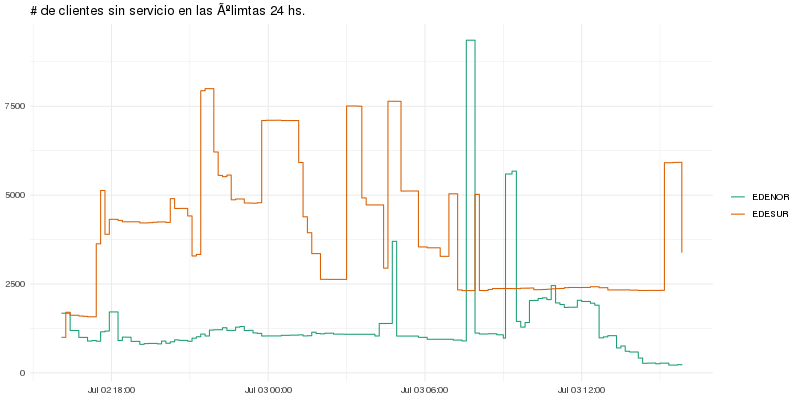 # de clientes sin servicio en las Ãºlimtas 24 hs.
7500
5000
2500
0
Jul 02 18:00
Jul 03 00:00
Jul 03 06:00
Jul 03 12:00
EDENOR
EDESUR